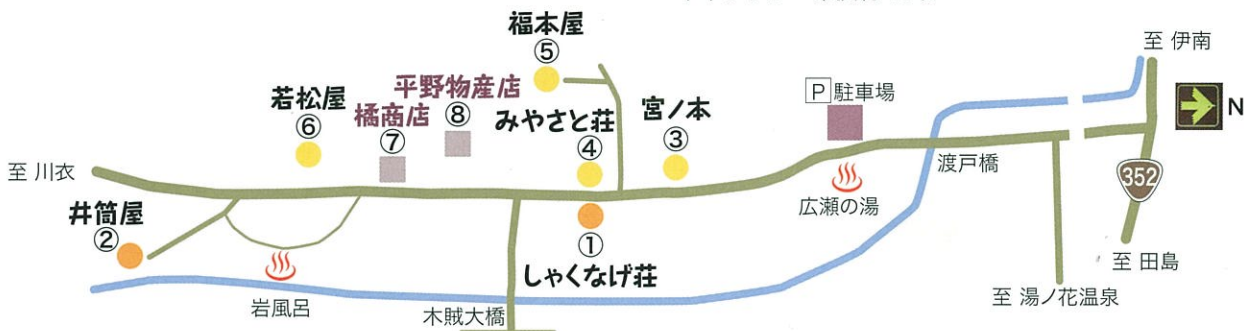 福本屋
⑤
至 伊南
平野物産店
⑧
若松屋
⑥
橘商店
⑦
みやさと荘
④
宮ノ本
③
P 駐車場
N
至 川衣
渡戸橋
352
広瀬の湯
井筒屋
②
①
しゃくなげ荘
至 田島
岩風呂
木賊大橋
至 湯ノ花温泉